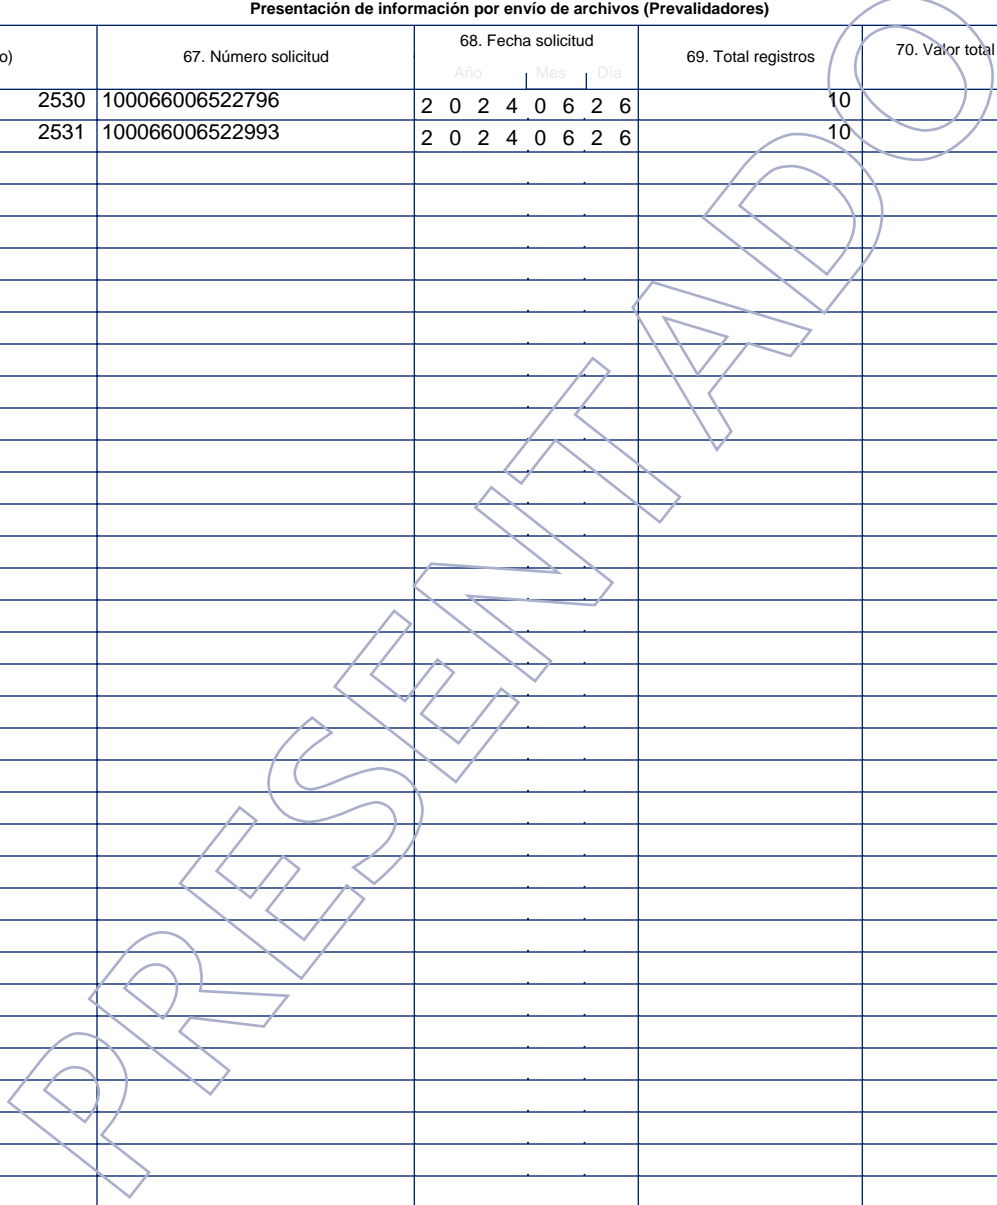 Presentación de información por envío de archivos (Prevalidadores)
o) 67. Número solicitud 68. Fecha solicitud 69. Total registros 70. Valor total
Año Mes Día
2530 100066006522796 2 0 2 4 0 6 2 6 10
2531 100066006522993 2 0 2 4 0 6 2 6 10
PRESENTADO